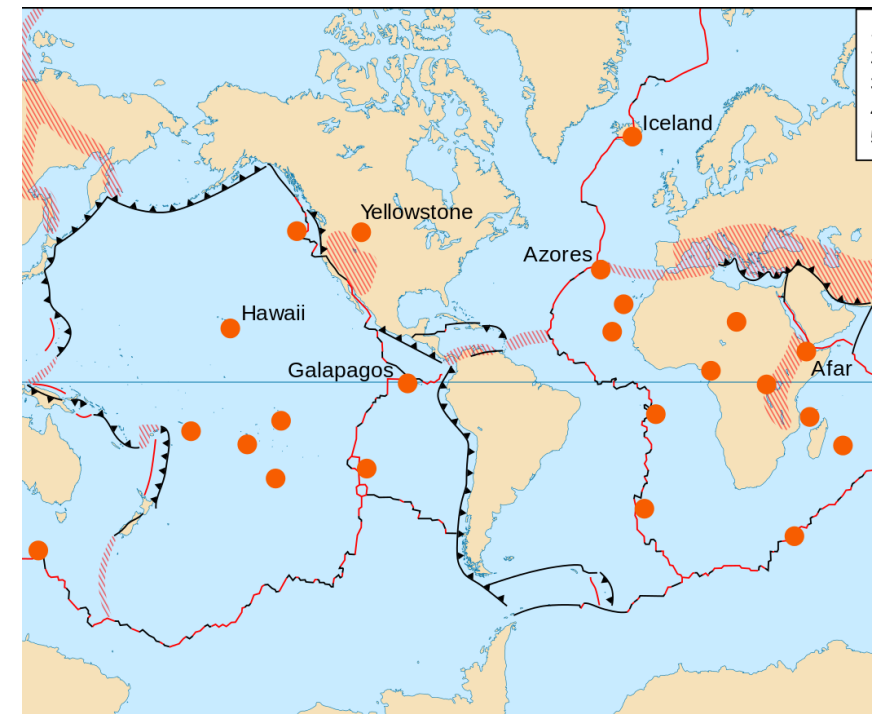 Iceland
Yellowstone
Azores
Hawaii
Galapagos
Afar